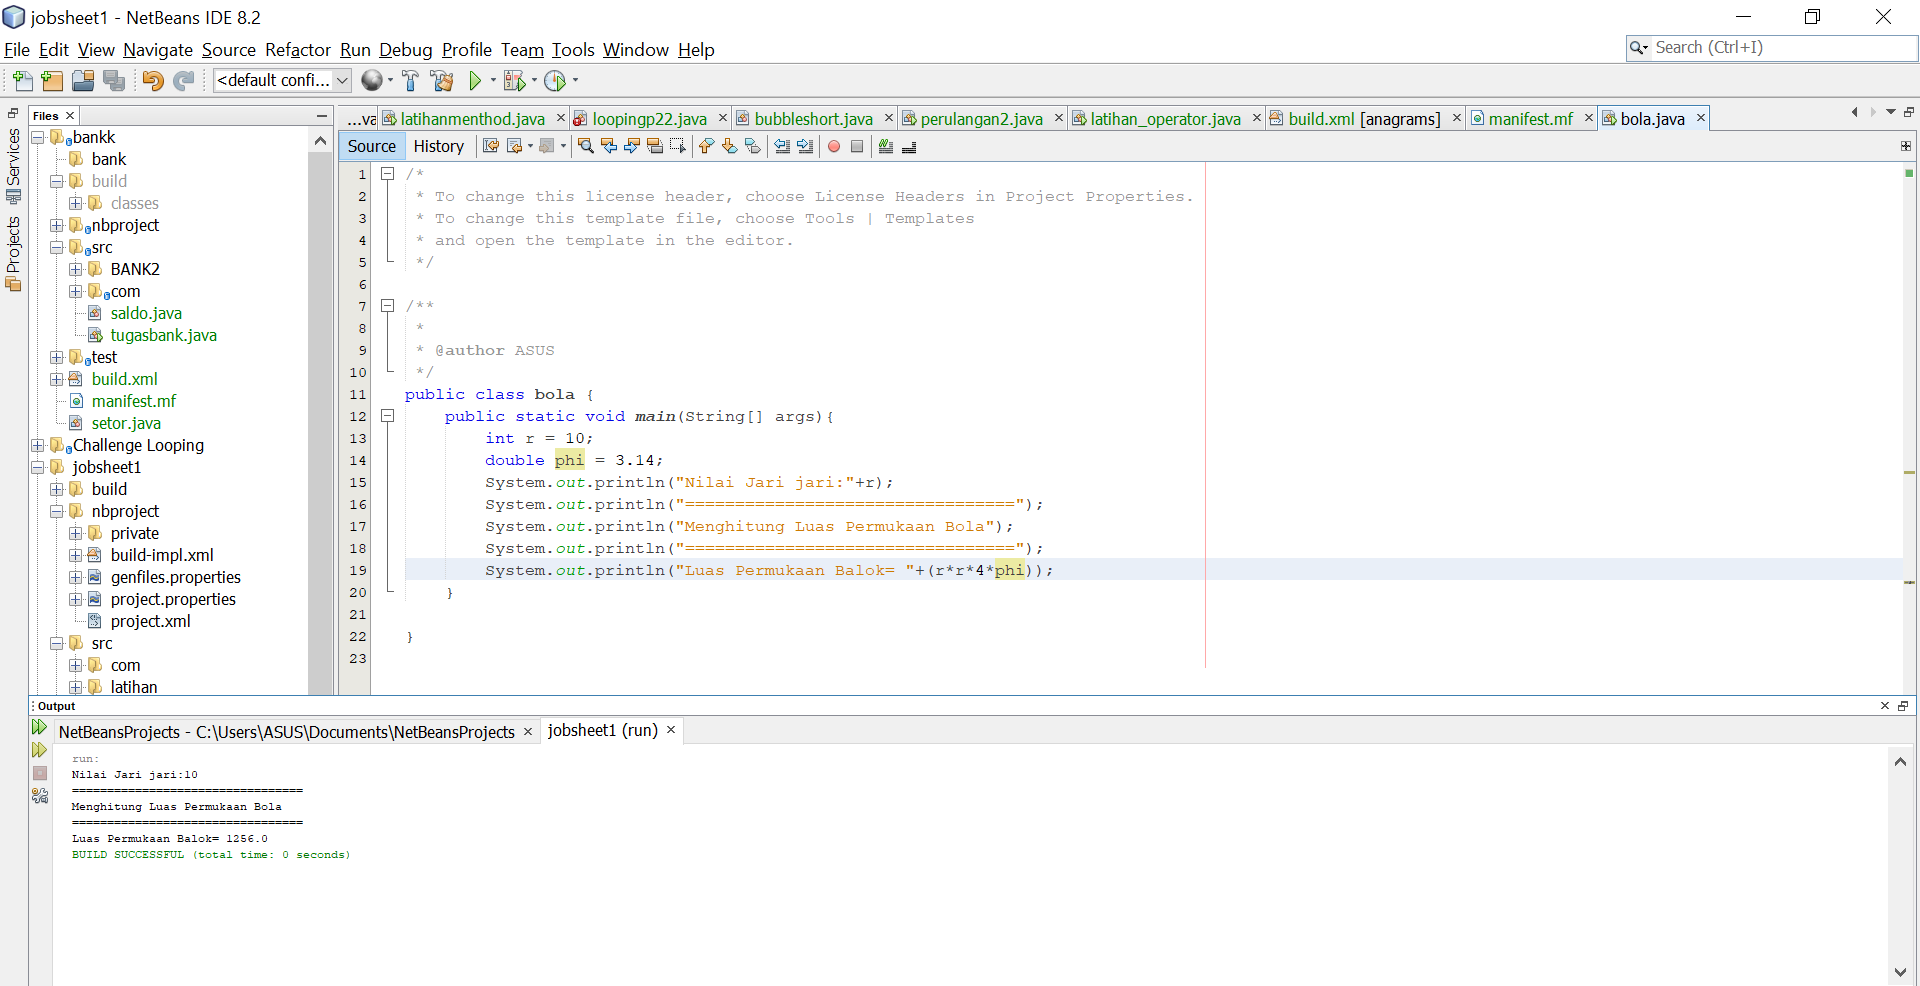 jobsheet1 - NetBeans IDE 8.2
File Edit View Navigate Source Refactor Run Debug Profile Team Tools Window Help
Search (Ctrl+I)
<default confi...
Files
...va latihanmenthod.java loopingp22.java bubbleshort.java perulangan2.java latihan_operator.java build.xml [anagrams] manifest.mf bola.java
Source History
Services
Projects
bankk
bank
build
classes
nbproject
src
BANK2
com
saldo.java
tugasbank.java
test
build.xml
manifest.mf
setor.java
Challenge Looping
jobsheet1
build
nbproject
private
build-impl.xml
genfiles.properties
project.properties
project.xml
src
com
latihan
1 /*
2 * To change this license header, choose License Headers in Project Properties.
3 * To change this template file, choose Tools | Templates
4 * and open the template in the editor.
5 */
6
7 /**
8 *
9 * @author ASUS
10 */
11 public class bola {
12 public static void main(String[] args){
13 int r = 10;
14 double phi = 3.14;
15 System.out.println("Nilai Jari jari:"+r);
16 System.out.println("=================================");
17 System.out.println("Menghitung Luas Permukaan Bola");
18 System.out.println("=================================");
19 System.out.println("Luas Permukaan Balok= "+(r*r*4*phi));
20 }
21
22 }
23
Output
NetBeansProjects - C:\Users\ASUS\Documents\NetBeansProjects jobsheet1 (run)
run:
Nilai Jari jari:10
=================================
Menghitung Luas Permukaan Bola
=================================
Luas Permukaan Balok= 1256.0
BUILD SUCCESSFUL (total time: 0 seconds)